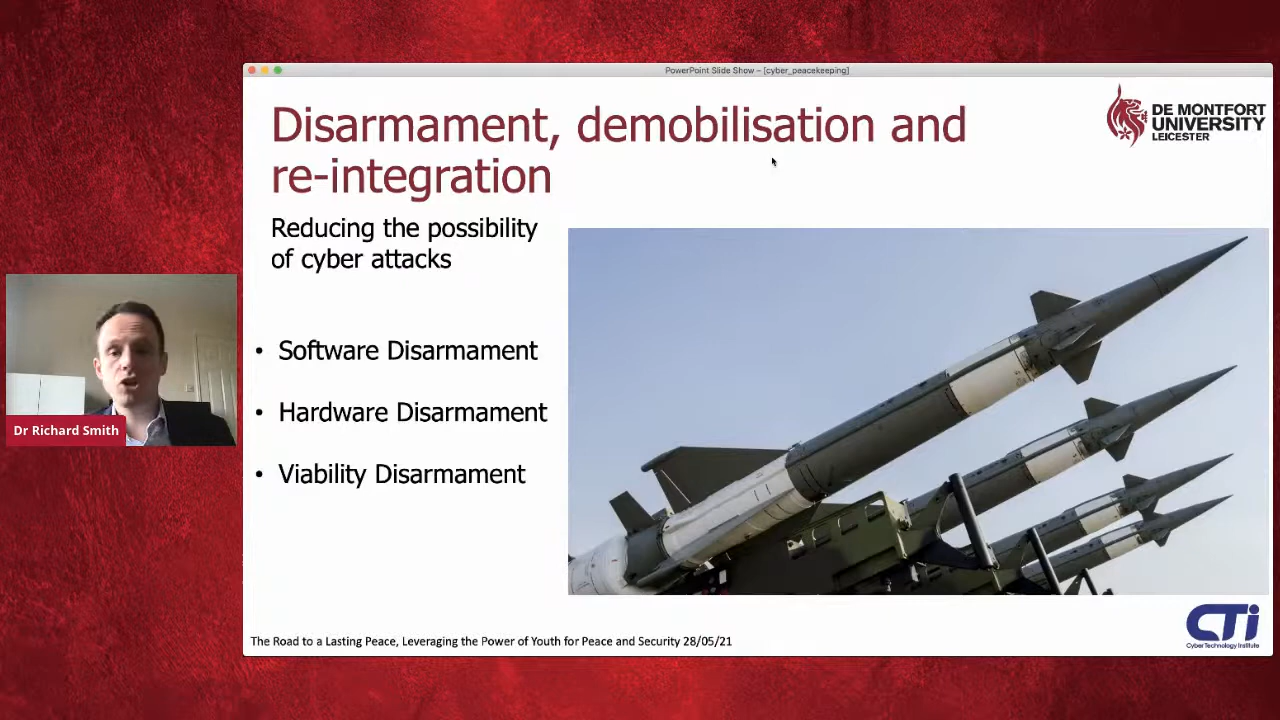 PowerPoint Slide Show – [cyber_peacekeeping]
Disarmament, demobilisation and
re-integration
DE MONTFORT
UNIVERSITY
LEICESTER
Reducing the possibility
of cyber attacks
• Software Disarmament
• Hardware Disarmament
• Viability Disarmament
Dr Richard Smith
The Road to a Lasting Peace, Leveraging the Power of Youth for Peace and Security 28/05/21
CTi
Cyber Technology Institute